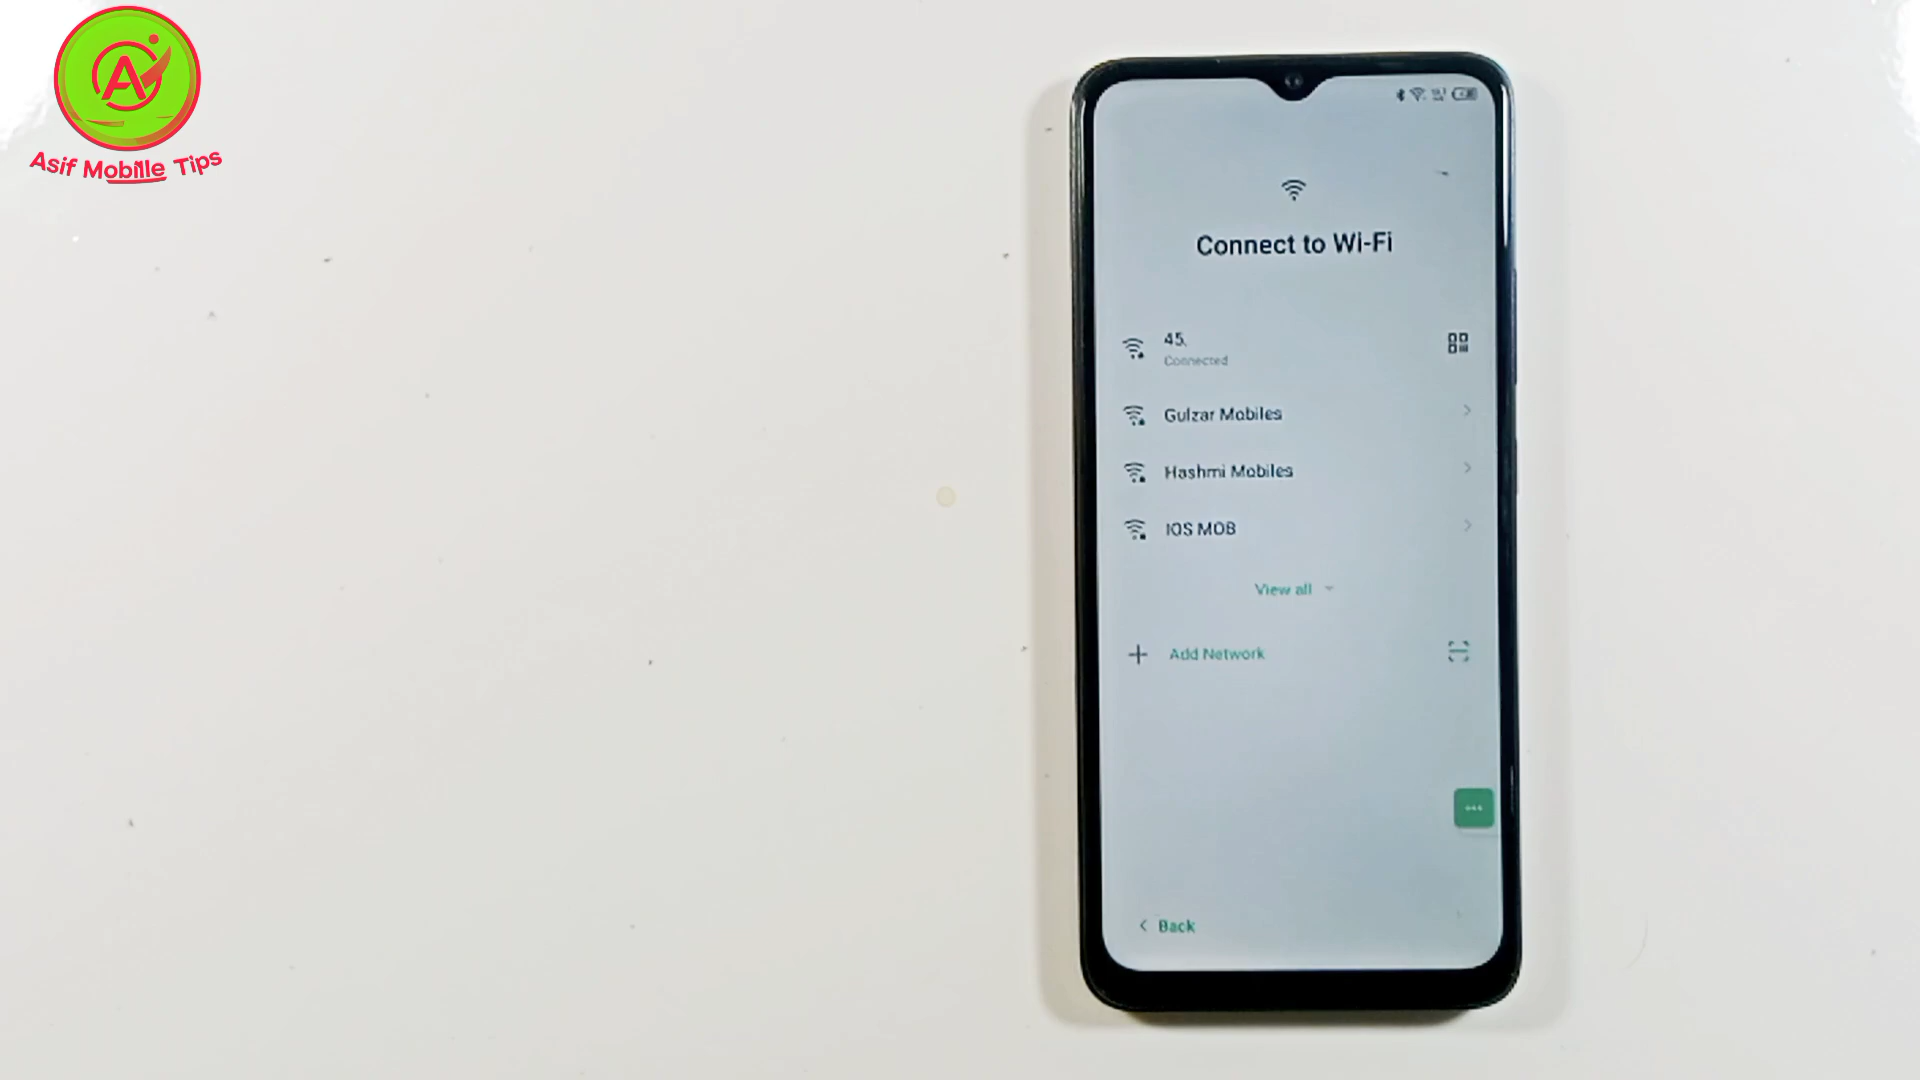 A
Asif Mobille Tips
Connect to Wi-Fi
45.
Connected
Gulzar Mobiles
Hashmi Mobiles
IOS MOB
View all
Add Network
Back